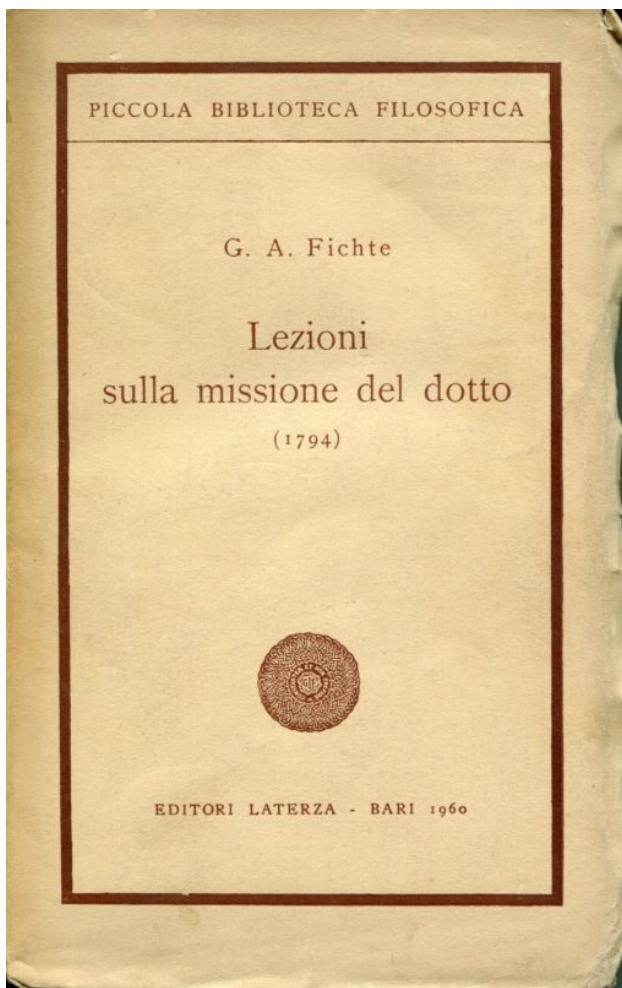 PICCOLA BIBLIOTECA FILOSOFICA
G. A. Fichte
Lezioni
sulla missione del dotto
(1794)
EDITORI LATERZA - BARI 1960